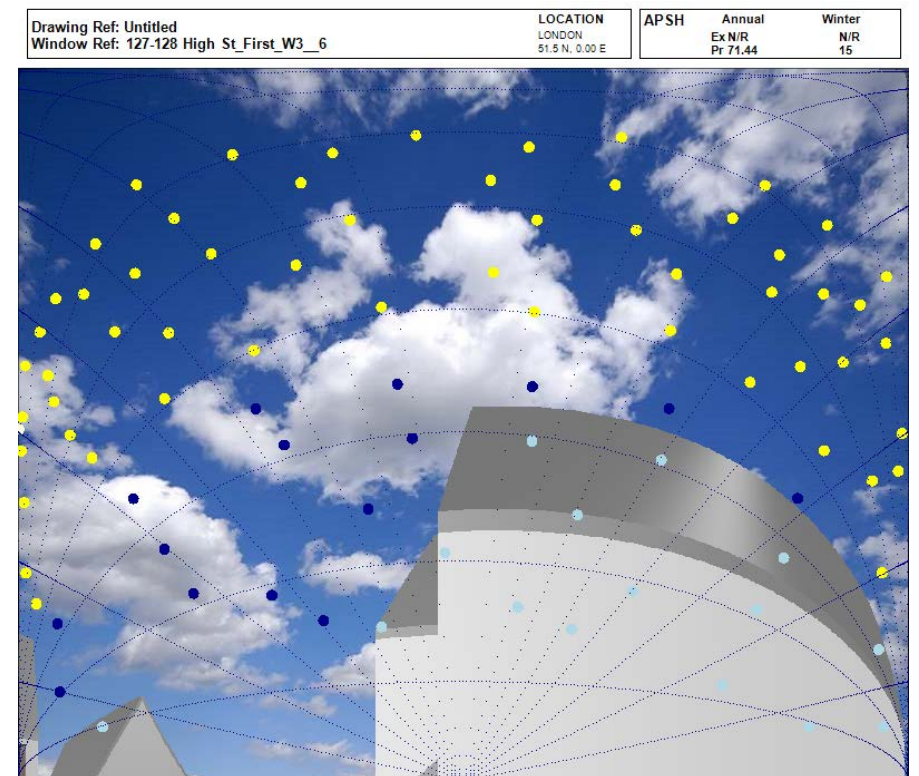 Drawing Ref: Untitled
Window Ref: 127-128 High St_First_W3__6
LOCATION
LONDON
51.5 N, 0.00 E
APSH Annual Winter
Ex N/R N/R
Pr 71.44 15